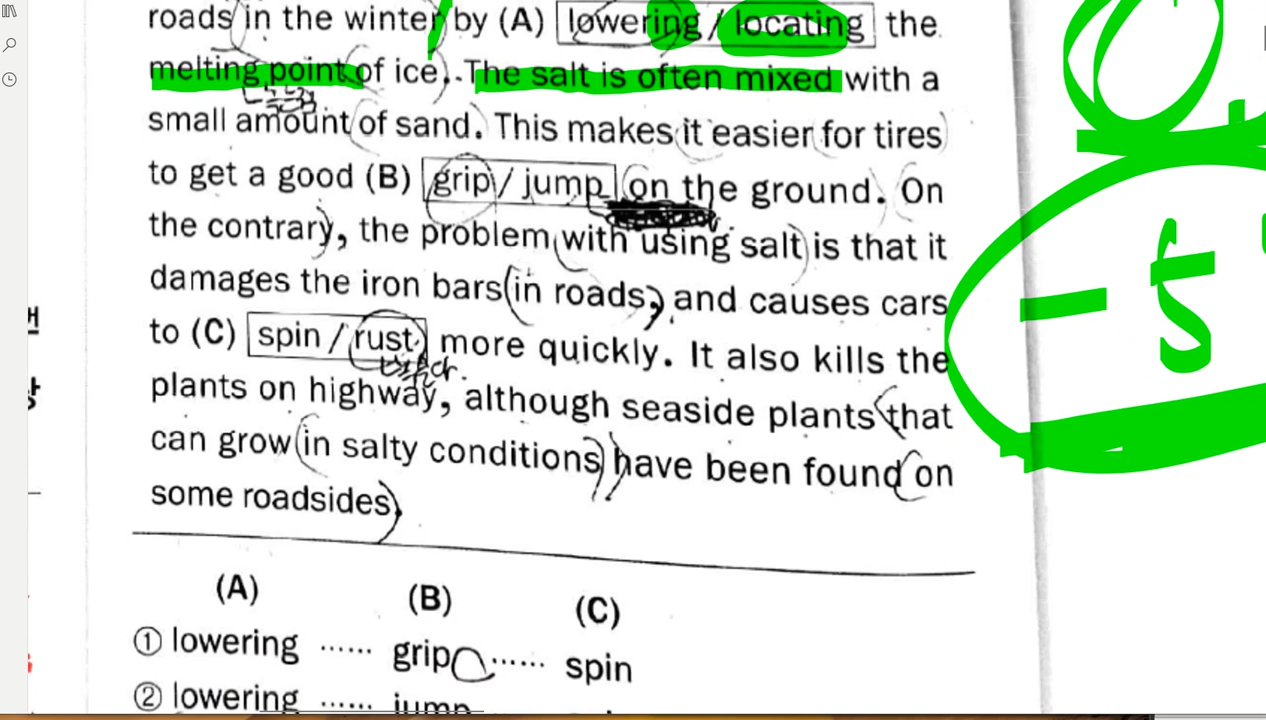 roads in the winter by (A) lowering / locating the
melting point of ice. The salt is often mixed with a
small amount of sand. This makes it easier for tires
to get a good (B) grip / jump on the ground. On
the contrary, the problem with using salt is that it
damages the iron bars in roads, and causes cars
to (C) spin / rust more quickly. It also kills the
plants on highway, although seaside plants that
can grow in salty conditions have been found on
some roadsides.
(A) (B) (C)
① lowering ······ grip ······ spin
② lowering ······ jump
- 5